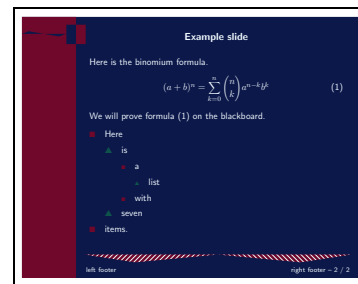 Example slide
Here is the binomium formula.
(a + b)^n = \sum_{k=0}^{n} \binom{n}{k} a^{n-k} b^k (1)
We will prove formula (1) on the blackboard.
Here
is
a
list
with
seven
items.
left footer right footer – 2 / 2